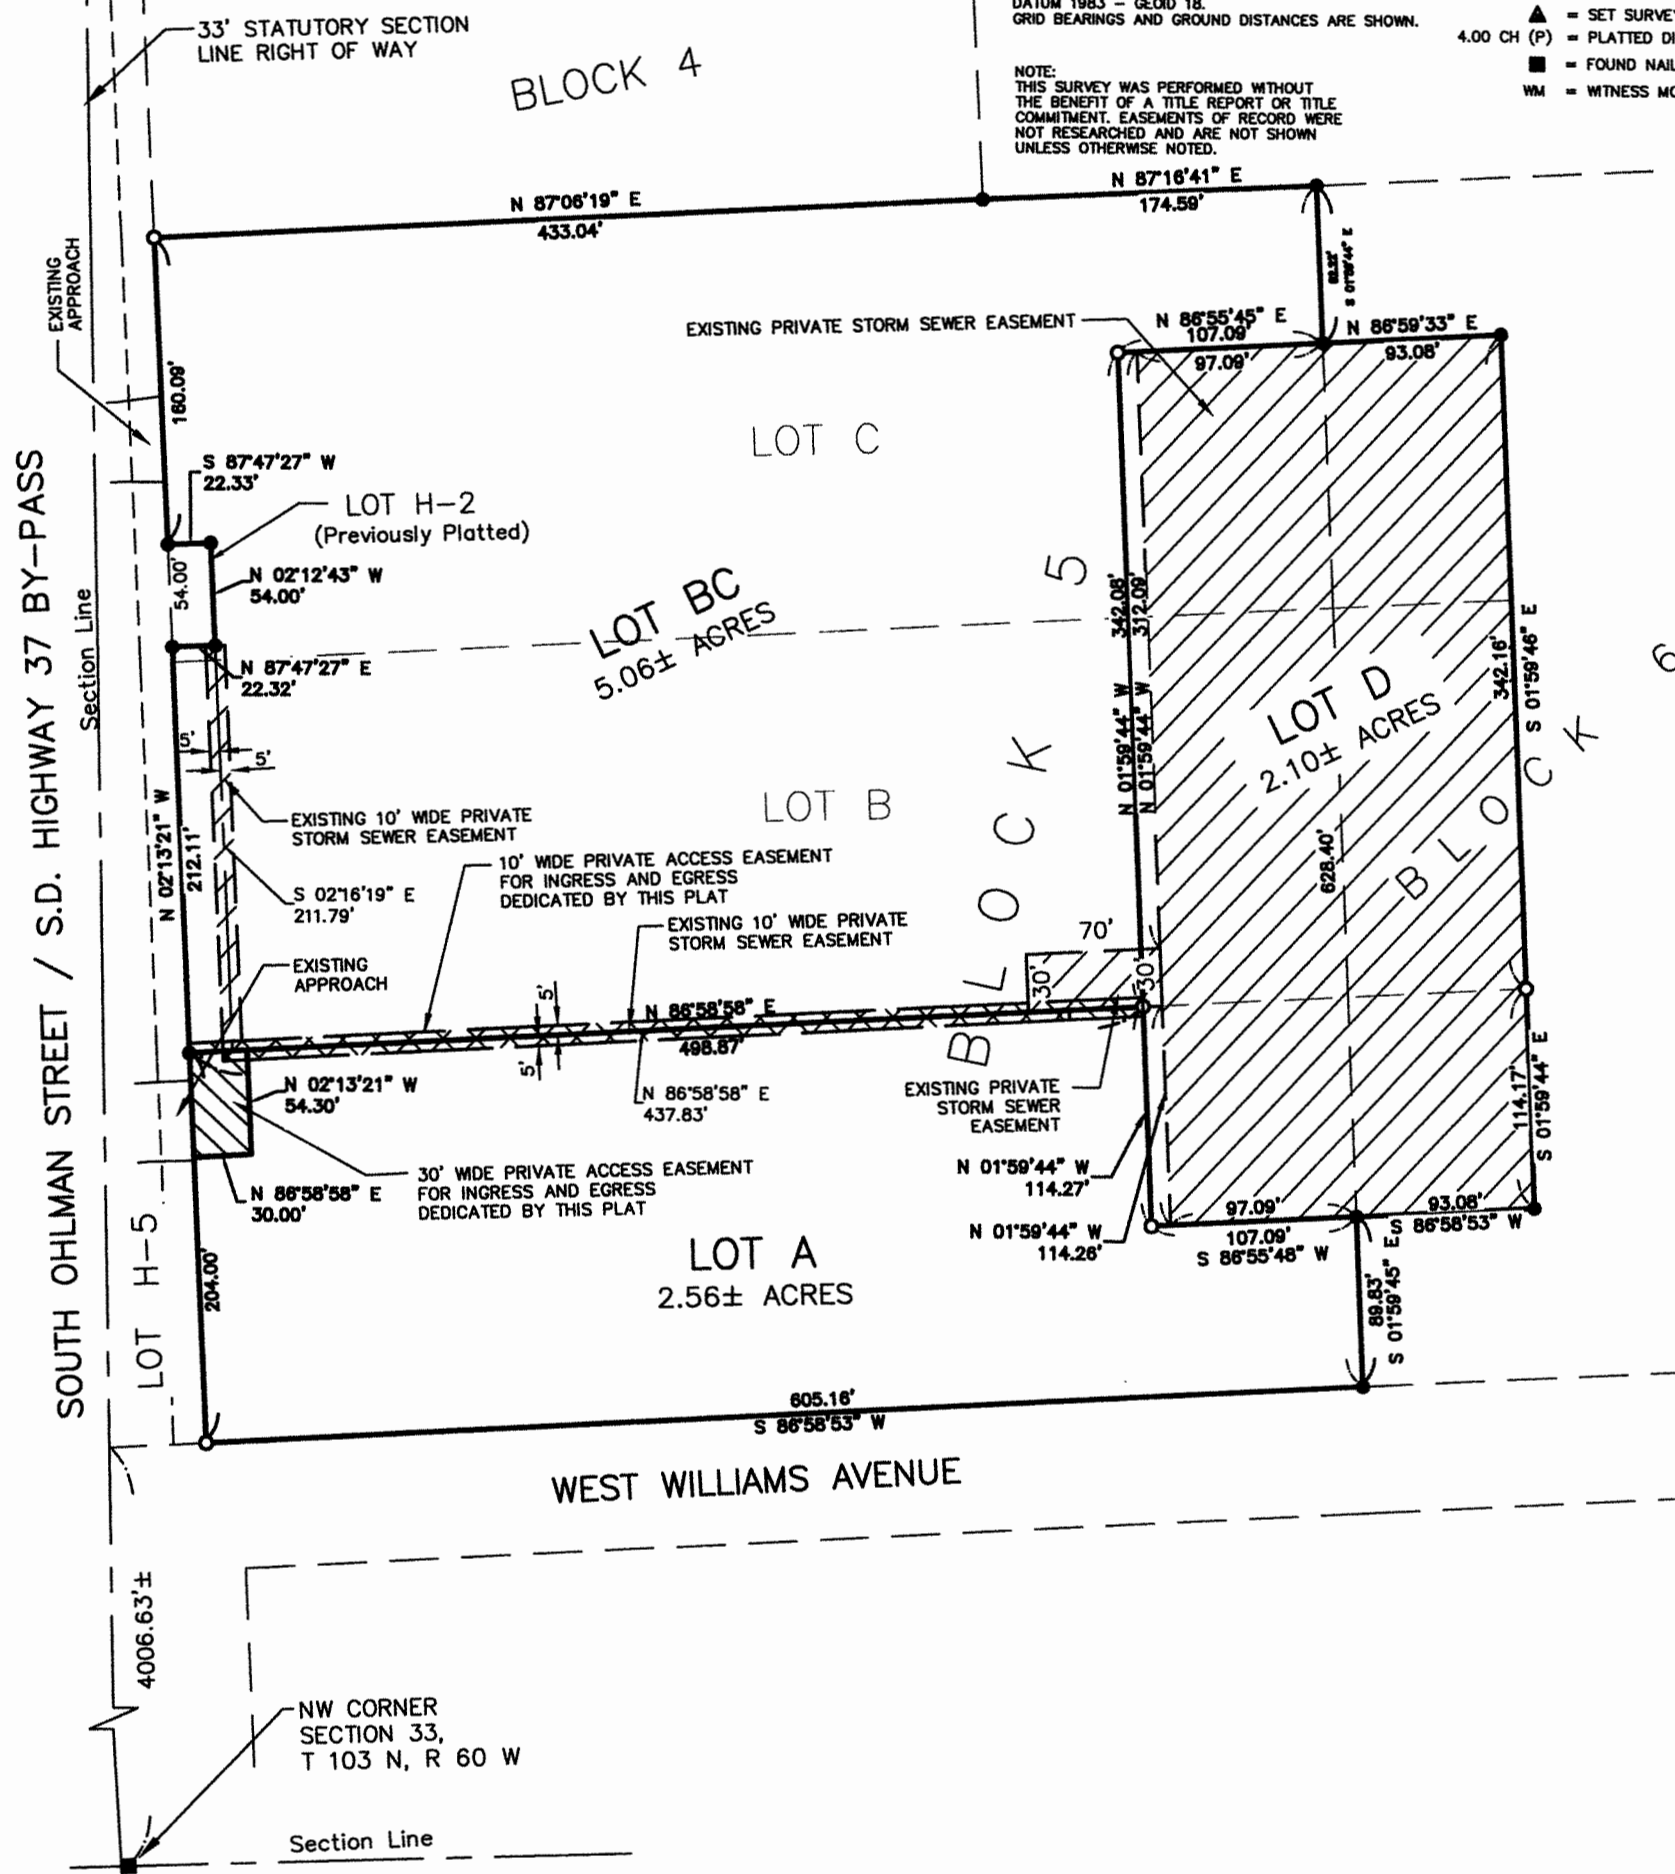 33' STATUTORY SECTION
LINE RIGHT OF WAY
BLOCK 4
DATUM 1983 – GEOID 18.
GRID BEARINGS AND GROUND DISTANCES ARE SHOWN.
▲ = SET SURVE
4.00 CH (P) = PLATTED DI
■ = FOUND NAIL
WM = WITNESS MO
NOTE:
THIS SURVEY WAS PERFORMED WITHOUT
THE BENEFIT OF A TITLE REPORT OR TITLE
COMMITMENT. EASEMENTS OF RECORD WERE
NOT RESEARCHED AND ARE NOT SHOWN
UNLESS OTHERWISE NOTED.
N 87°06'19" E
433.04'
N 87°16'41" E
174.59'
S 01°59'44" E
EXISTING
APPROACH
160.09'
EXISTING PRIVATE STORM SEWER EASEMENT
N 86°55'45" E
107.09'
97.09'
N 86°59'33" E
93.08'
LOT C
S 87°47'27" W
22.33'
LOT H-2
(Previously Platted)
54.00'
N 02°12'43" W
54.00'
N 87°47'27" E
22.32'
LOT BC
5.06± ACRES
BLOCK 5
342.08'
312.09'
N 01°59'44" W
N 01°59'44" W
LOT D
2.10± ACRES
342.16'
S 01°59'46" E
BLOCK 6
628.40'
SOUTH OHLMAN STREET / S.D. HIGHWAY 37 BY-PASS
Section Line
5'
5'
N 02°13'21" W
212.11'
EXISTING 10' WIDE PRIVATE
STORM SEWER EASEMENT
LOT B
10' WIDE PRIVATE ACCESS EASEMENT
FOR INGRESS AND EGRESS
DEDICATED BY THIS PLAT
S 02°16'19" E
211.79'
EXISTING 10' WIDE PRIVATE
STORM SEWER EASEMENT
EXISTING
APPROACH
70'
30'
30'
5'
5'
N 86°58'58" E
498.87'
N 02°13'21" W
54.30'
N 86°58'58" E
437.83'
EXISTING PRIVATE
STORM SEWER
EASEMENT
114.17'
S 01°59'44" E
N 01°59'44" W
114.27'
N 01°59'44" W
114.26'
30' WIDE PRIVATE ACCESS EASEMENT
FOR INGRESS AND EGRESS
DEDICATED BY THIS PLAT
N 86°58'58" E
30.00'
LOT H-5
204.00'
LOT A
2.56± ACRES
97.09'
107.09'
S 86°55'48" W
93.08'
S 86°58'53" W
89.83'
S 01°59'45" E
605.16'
S 86°58'53" W
WEST WILLIAMS AVENUE
4006.63'±
NW CORNER
SECTION 33,
T 103 N, R 60 W
Section Line